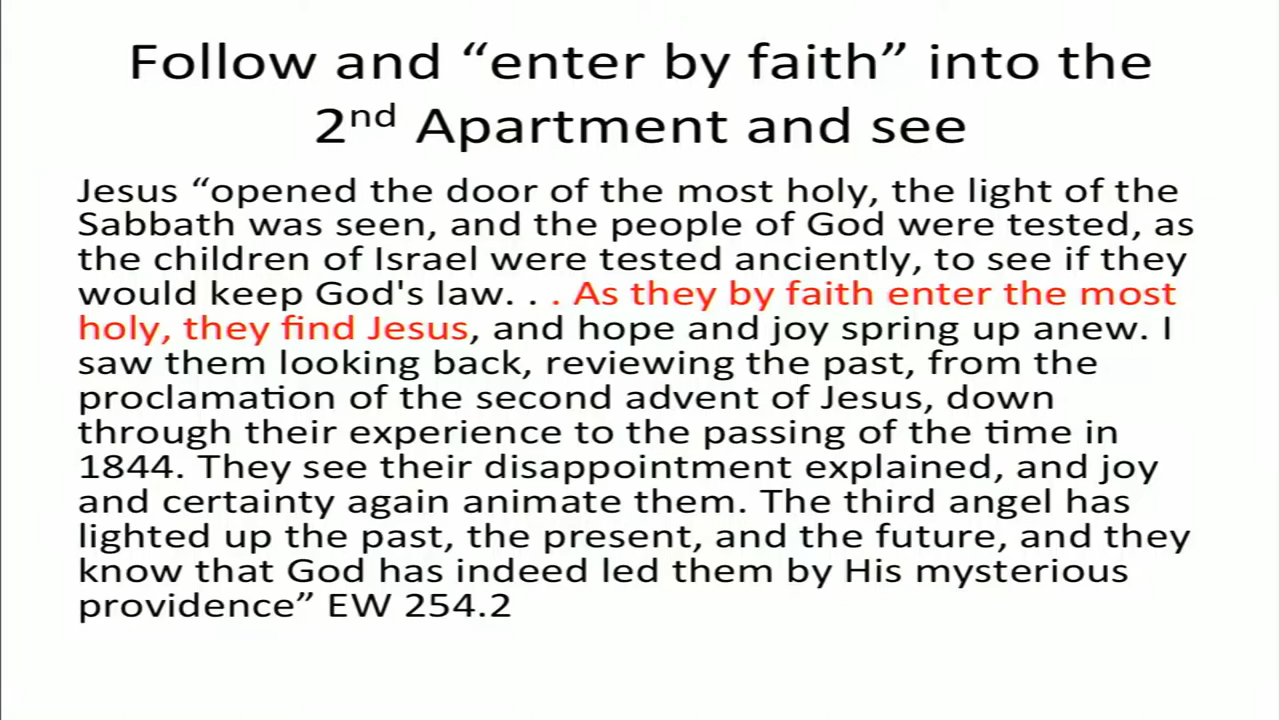 Follow and “enter by faith” into the
2nd Apartment and see
Jesus “opened the door of the most holy, the light of the
Sabbath was seen, and the people of God were tested, as
the children of Israel were tested anciently, to see if they
would keep God's law. . . As they by faith enter the most
holy, they find Jesus, and hope and joy spring up anew. I
saw them looking back, reviewing the past, from the
proclamation of the second advent of Jesus, down
through their experience to the passing of the time in
1844. They see their disappointment explained, and joy
and certainty again animate them. The third angel has
lighted up the past, the present, and the future, and they
know that God has indeed led them by His mysterious
providence” EW 254.2